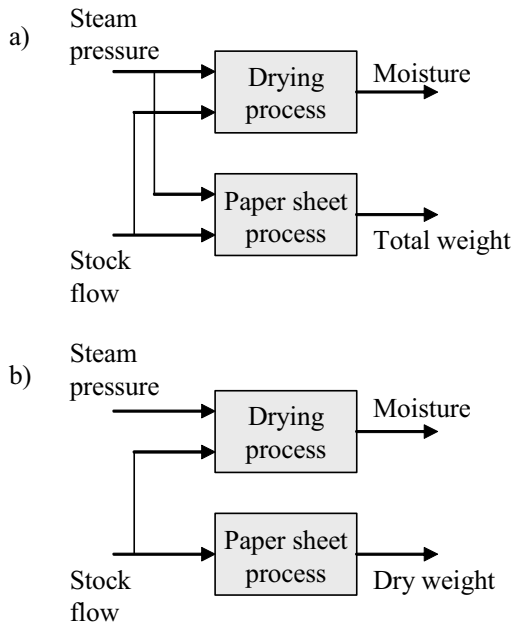 a)
Steam
pressure
Drying
process
Moisture
Paper sheet
process
Total weight
Stock
flow
b)
Steam
pressure
Drying
process
Moisture
Paper sheet
process
Dry weight
Stock
flow